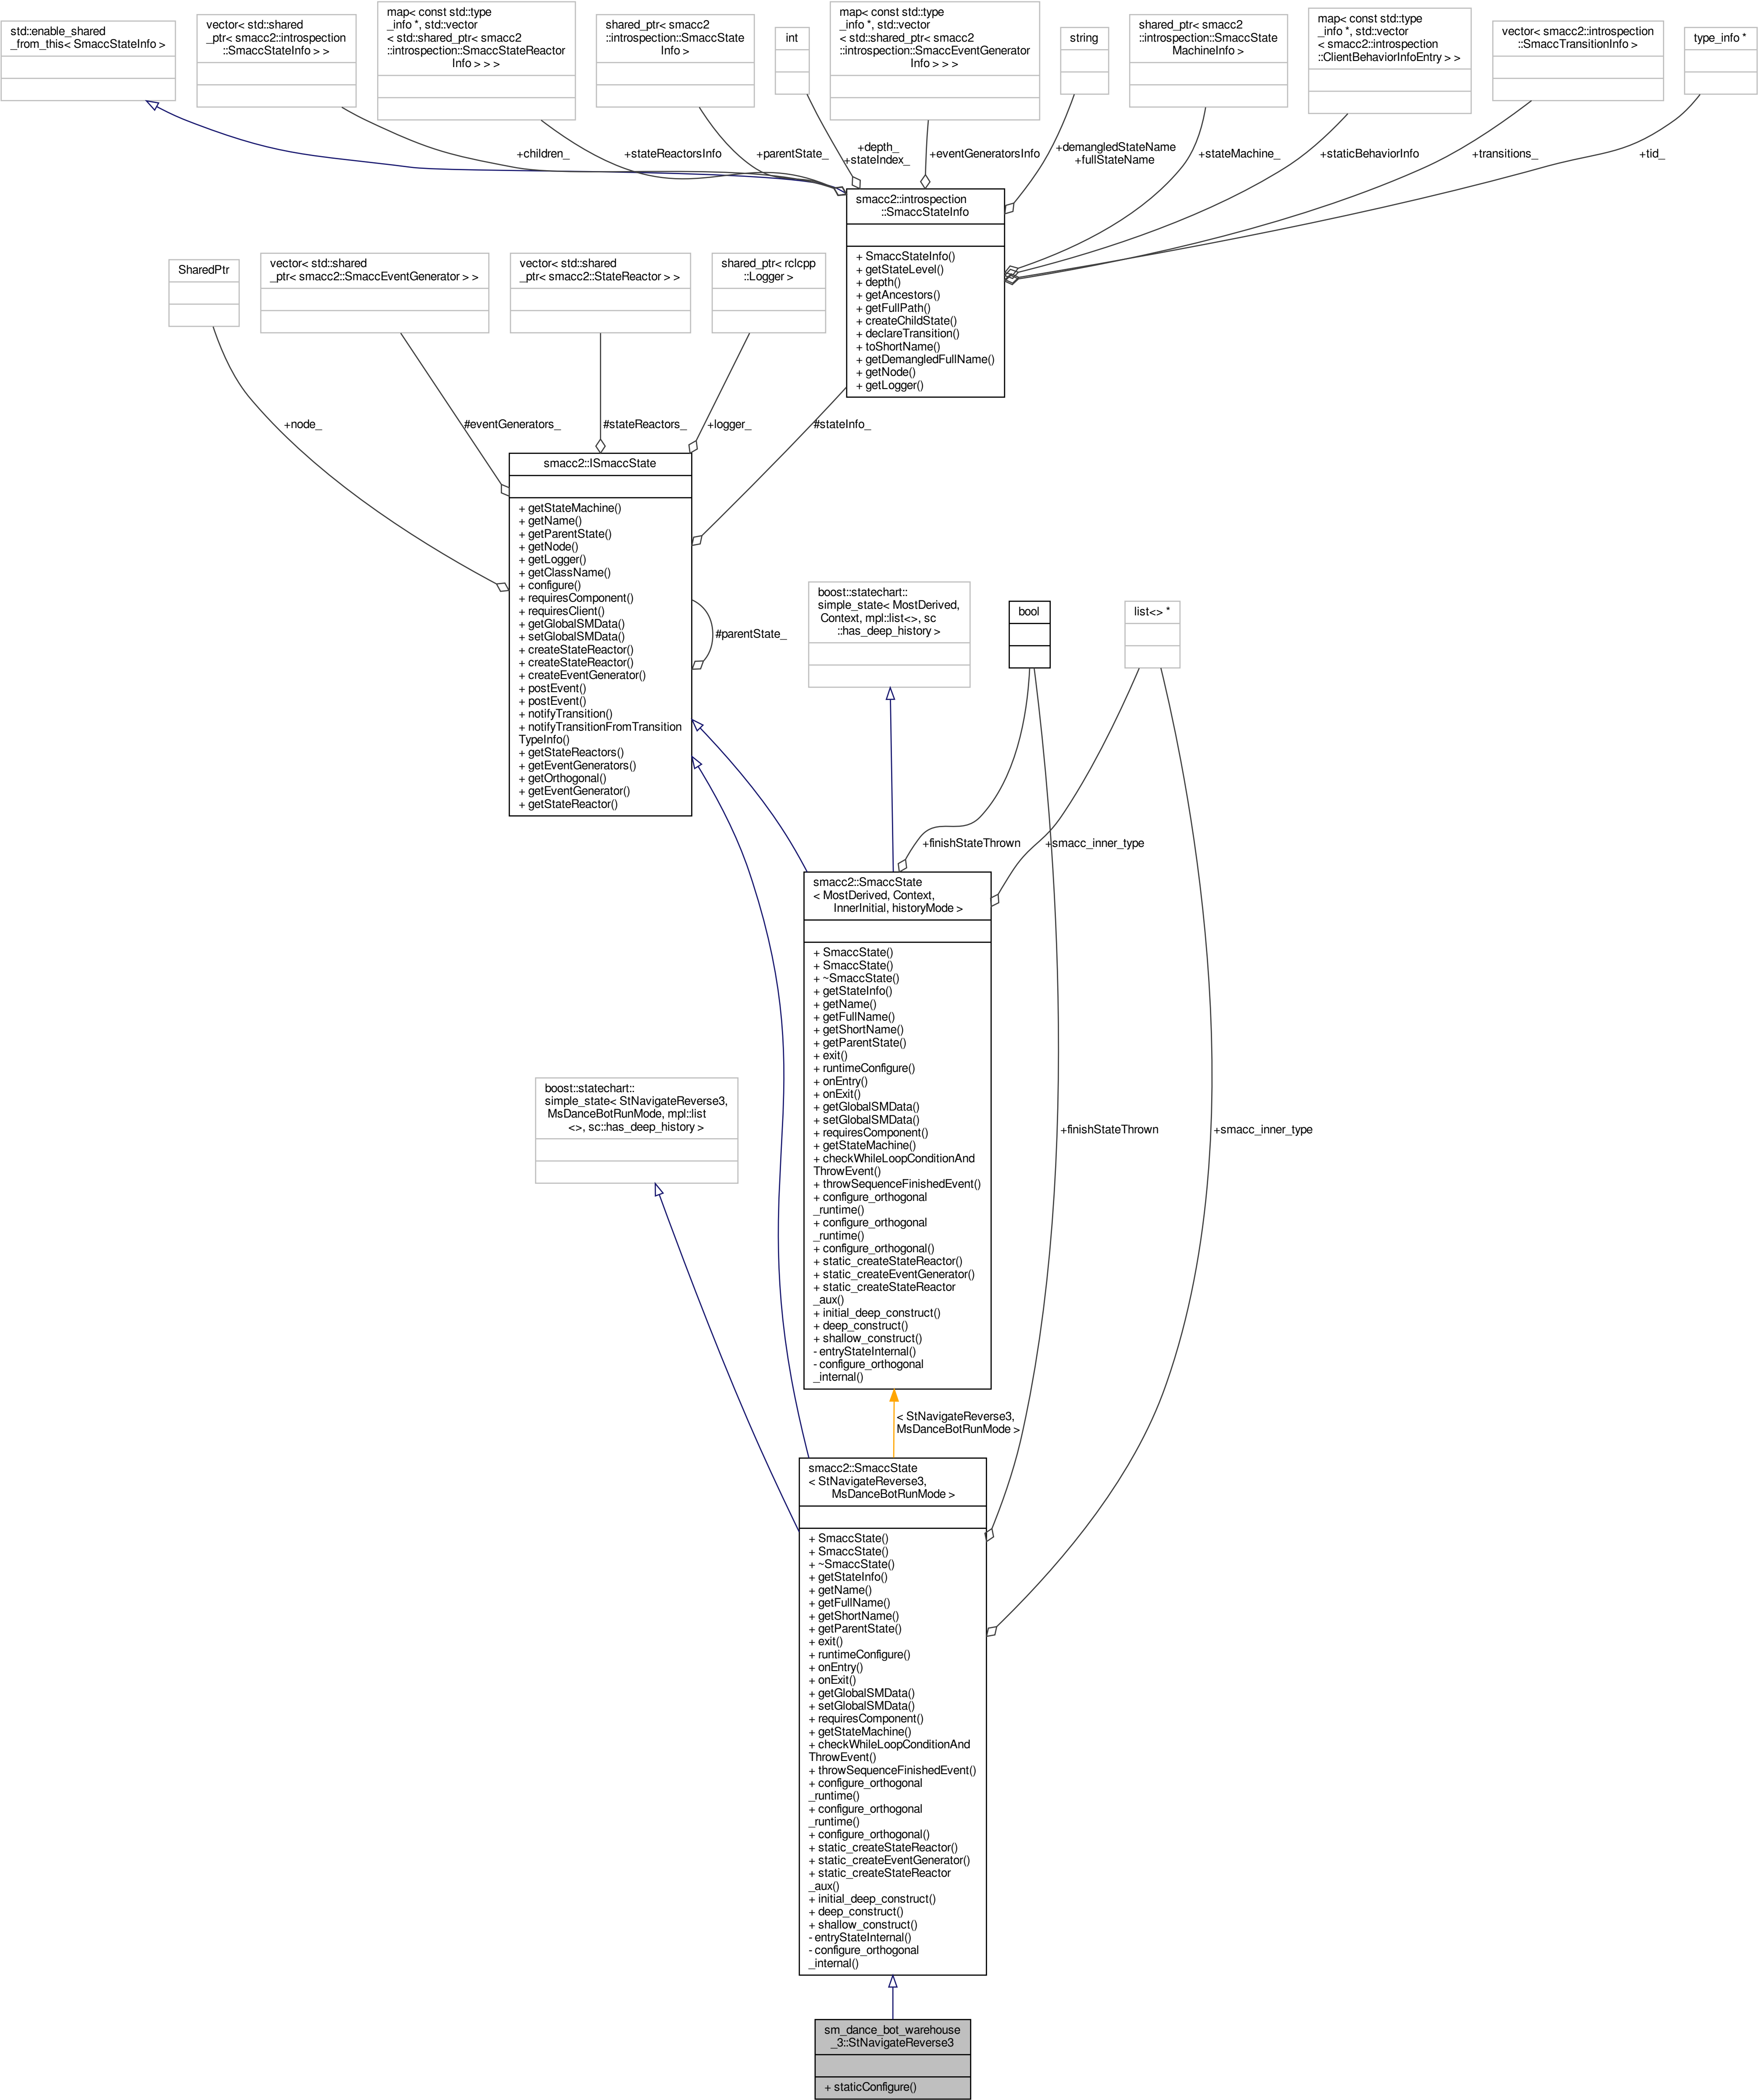 std::enable_shared
_from_this< SmaccStateInfo >
vector< std::shared
_ptr< smacc2::introspection
::SmaccStateInfo > >
map< const std::type
_info *, std::vector
< std::shared_ptr< smacc2
::introspection::SmaccStateReactor
Info > > >
shared_ptr< smacc2
::introspection::SmaccState
Info >
int
map< const std::type
_info *, std::vector
< std::shared_ptr< smacc2
::introspection::SmaccEventGenerator
Info > > >
string
shared_ptr< smacc2
::introspection::SmaccState
MachineInfo >
map< const std::type
_info *, std::vector
< smacc2::introspection
::ClientBehaviorInfoEntry > >
vector< smacc2::introspection
::SmaccTransitionInfo >
type_info *
+children_
+stateReactorsInfo
+parentState_
+depth_
+stateIndex_
+eventGeneratorsInfo
+demangledStateName
+fullStateName
+stateMachine_
+staticBehaviorInfo
+transitions_
+tid_
smacc2::introspection
::SmaccStateInfo
+ SmaccStateInfo()
+ getStateLevel()
+ depth()
+ getAncestors()
+ getFullPath()
+ createChildState()
+ declareTransition()
+ toShortName()
+ getDemangledFullName()
+ getNode()
+ getLogger()
SharedPtr
vector< std::shared
_ptr< smacc2::SmaccEventGenerator > >
vector< std::shared
_ptr< smacc2::StateReactor > >
shared_ptr< rclcpp
::Logger >
+node_
#eventGenerators_
#stateReactors_
+logger_
#stateInfo_
smacc2::ISmaccState
+ getStateMachine()
+ getName()
+ getParentState()
+ getNode()
+ getLogger()
+ getClassName()
+ configure()
+ requiresComponent()
+ requiresClient()
+ getGlobalSMData()
+ setGlobalSMData()
+ createStateReactor()
+ createStateReactor()
+ createEventGenerator()
+ postEvent()
+ postEvent()
+ notifyTransition()
+ notifyTransitionFromTransition
TypeInfo()
+ getStateReactors()
+ getEventGenerators()
+ getOrthogonal()
+ getEventGenerator()
+ getStateReactor()
#parentState_
boost::statechart::
simple_state< MostDerived,
Context, mpl::list<>, sc
::has_deep_history >
bool
list<> *
+finishStateThrown
+smacc_inner_type
smacc2::SmaccState
< MostDerived, Context,
InnerInitial, historyMode >
+ SmaccState()
+ SmaccState()
+ ~SmaccState()
+ getStateInfo()
+ getName()
+ getFullName()
+ getShortName()
+ getParentState()
+ exit()
+ runtimeConfigure()
+ onEntry()
+ onExit()
+ getGlobalSMData()
+ setGlobalSMData()
+ requiresComponent()
+ getStateMachine()
+ checkWhileLoopConditionAnd
ThrowEvent()
+ throwSequenceFinishedEvent()
+ configure_orthogonal
_runtime()
+ configure_orthogonal
_runtime()
+ configure_orthogonal()
+ static_createStateReactor()
+ static_createEventGenerator()
+ static_createStateReactor
_aux()
+ initial_deep_construct()
+ deep_construct()
+ shallow_construct()
- entryStateInternal()
- configure_orthogonal
_internal()
boost::statechart::
simple_state< StNavigateReverse3,
MsDanceBotRunMode, mpl::list
<>, sc::has_deep_history >
+finishStateThrown
+smacc_inner_type
< StNavigateReverse3,
MsDanceBotRunMode >
smacc2::SmaccState
< StNavigateReverse3,
MsDanceBotRunMode >
+ SmaccState()
+ SmaccState()
+ ~SmaccState()
+ getStateInfo()
+ getName()
+ getFullName()
+ getShortName()
+ getParentState()
+ exit()
+ runtimeConfigure()
+ onEntry()
+ onExit()
+ getGlobalSMData()
+ setGlobalSMData()
+ requiresComponent()
+ getStateMachine()
+ checkWhileLoopConditionAnd
ThrowEvent()
+ throwSequenceFinishedEvent()
+ configure_orthogonal
_runtime()
+ configure_orthogonal
_runtime()
+ configure_orthogonal()
+ static_createStateReactor()
+ static_createEventGenerator()
+ static_createStateReactor
_aux()
+ initial_deep_construct()
+ deep_construct()
+ shallow_construct()
- entryStateInternal()
- configure_orthogonal
_internal()
sm_dance_bot_warehouse
_3::StNavigateReverse3
+ staticConfigure()